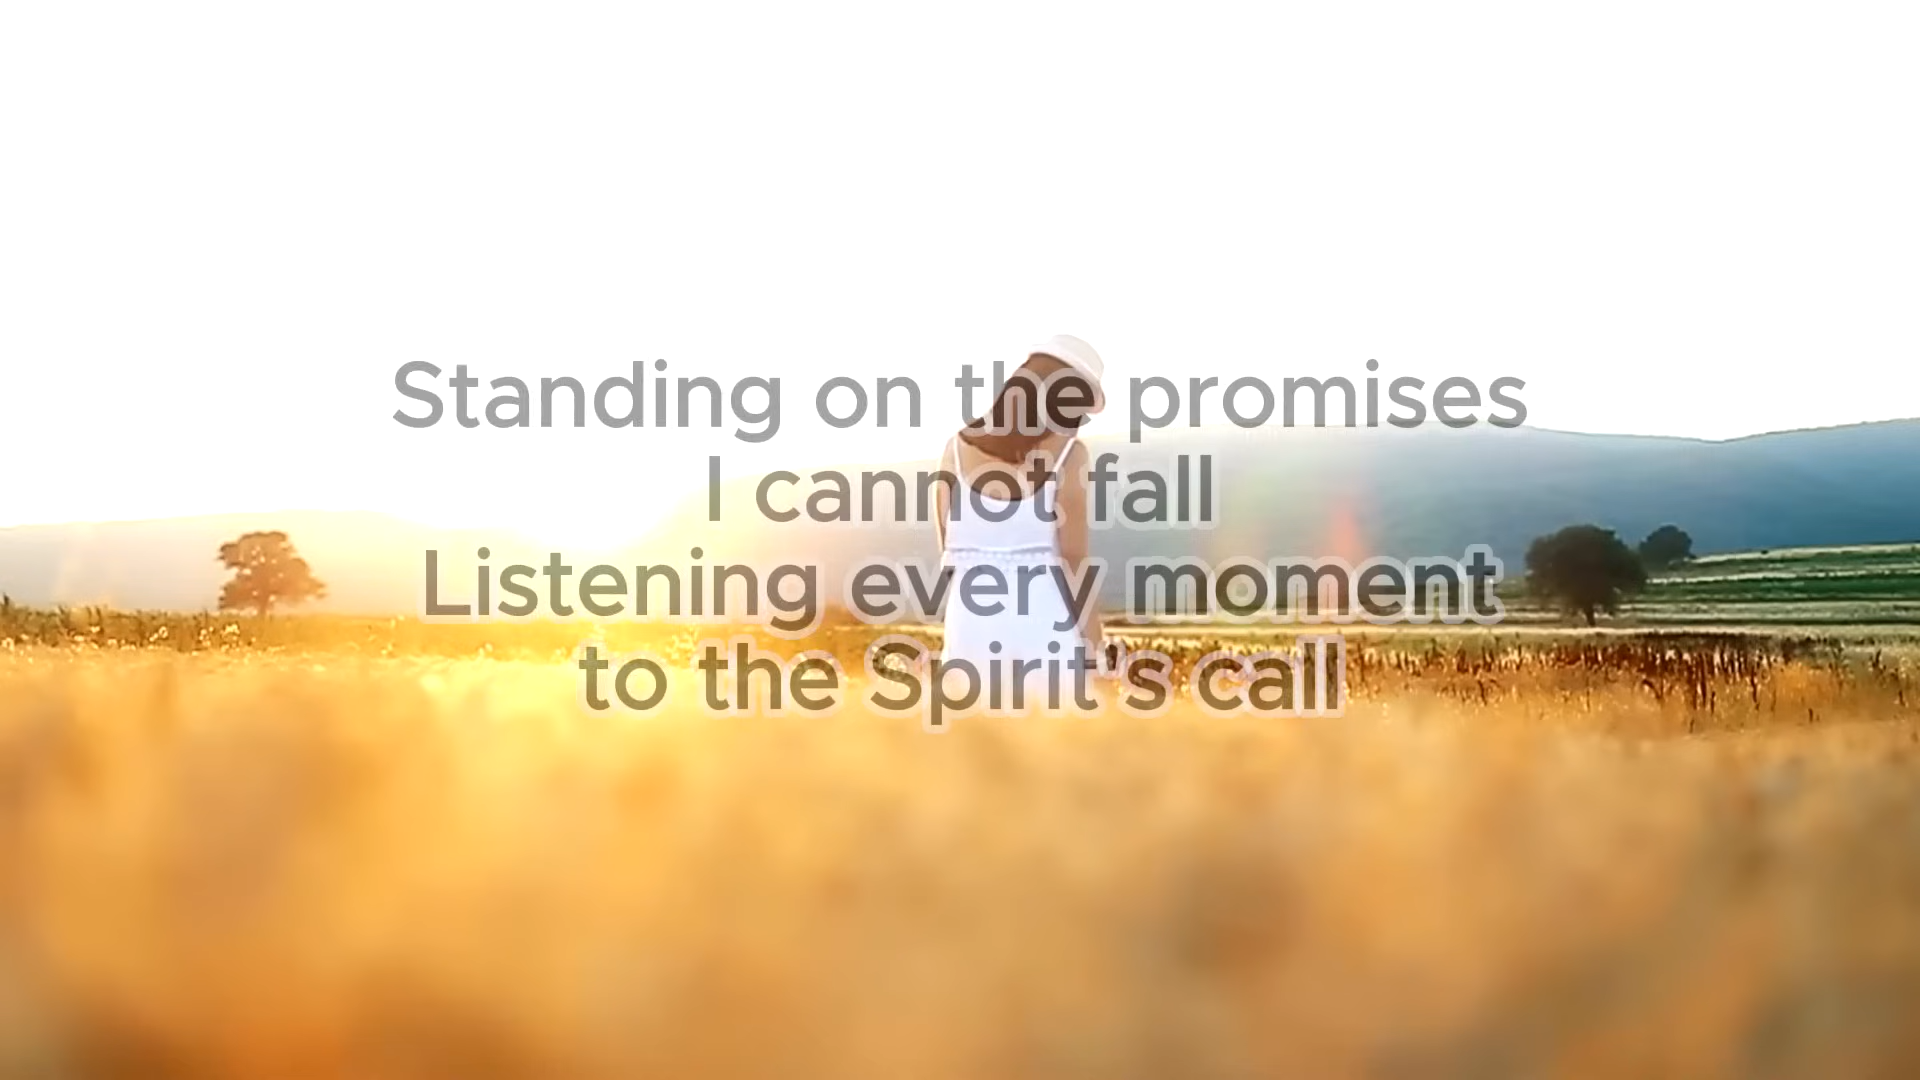 Standing on the promises
I cannot fall
Listening every moment
to the Spirit's call